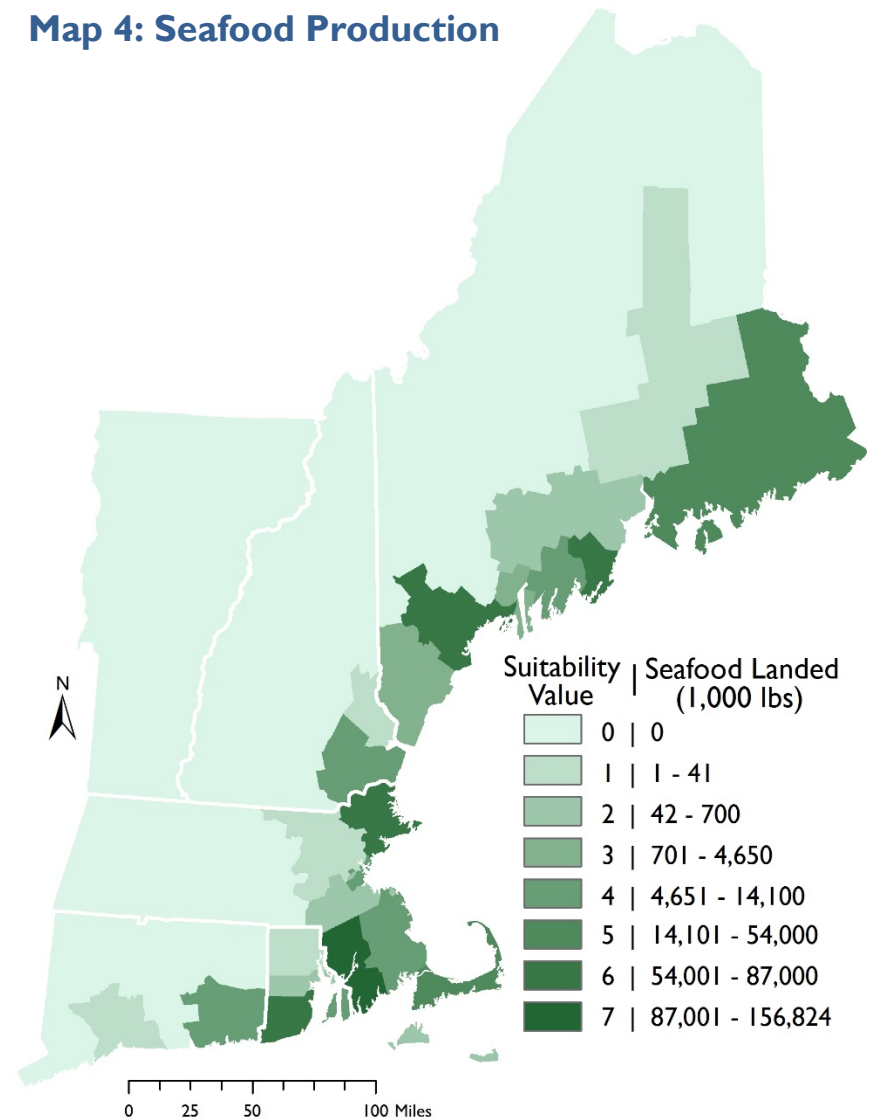 Map 4: Seafood Production
N
Suitability Value | Seafood Landed (1,000 lbs)
0 | 0
1 | 1 - 41
2 | 42 - 700
3 | 701 - 4,650
4 | 4,651 - 14,100
5 | 14,101 - 54,000
6 | 54,001 - 87,000
7 | 87,001 - 156,824
0 25 50 100 Miles